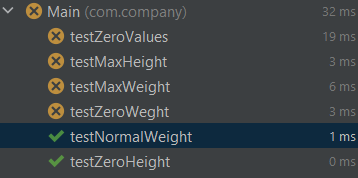 Main (com.company) 32 ms
testZeroValues 19 ms
testMaxHeight 3 ms
testMaxWeight 6 ms
testZeroWeght 3 ms
testNormalWeight 1 ms
testZeroHeight 0 ms